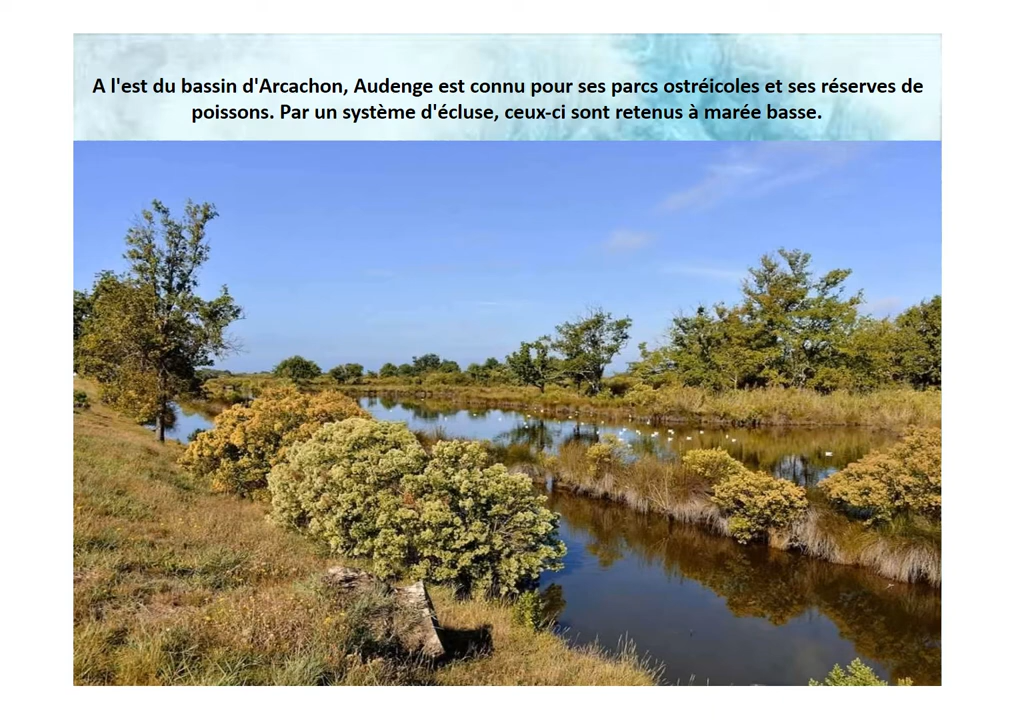 A l'est du bassin d'Arcachon, Audenge est connu pour ses parcs ostréicoles et ses réserves de
poissons. Par un système d'écluse, ceux-ci sont retenus à marée basse.